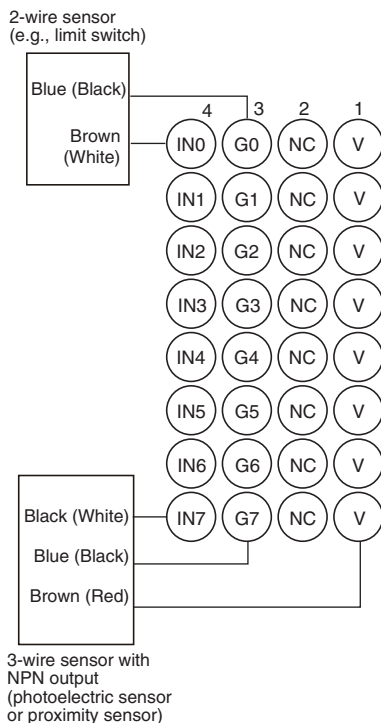 2-wire sensor
(e.g., limit switch)
Blue (Black)
Brown
(White)
4 3 2 1
IN0 G0 NC V
IN1 G1 NC V
IN2 G2 NC V
IN3 G3 NC V
IN4 G4 NC V
IN5 G5 NC V
IN6 G6 NC V
IN7 G7 NC V
Black (White)
Blue (Black)
Brown (Red)
3-wire sensor with
NPN output
(photoelectric sensor
or proximity sensor)